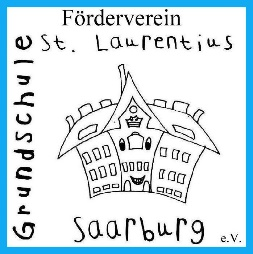 Förderverein
Grundschule
St. Laurentius
Saarburg e.V.